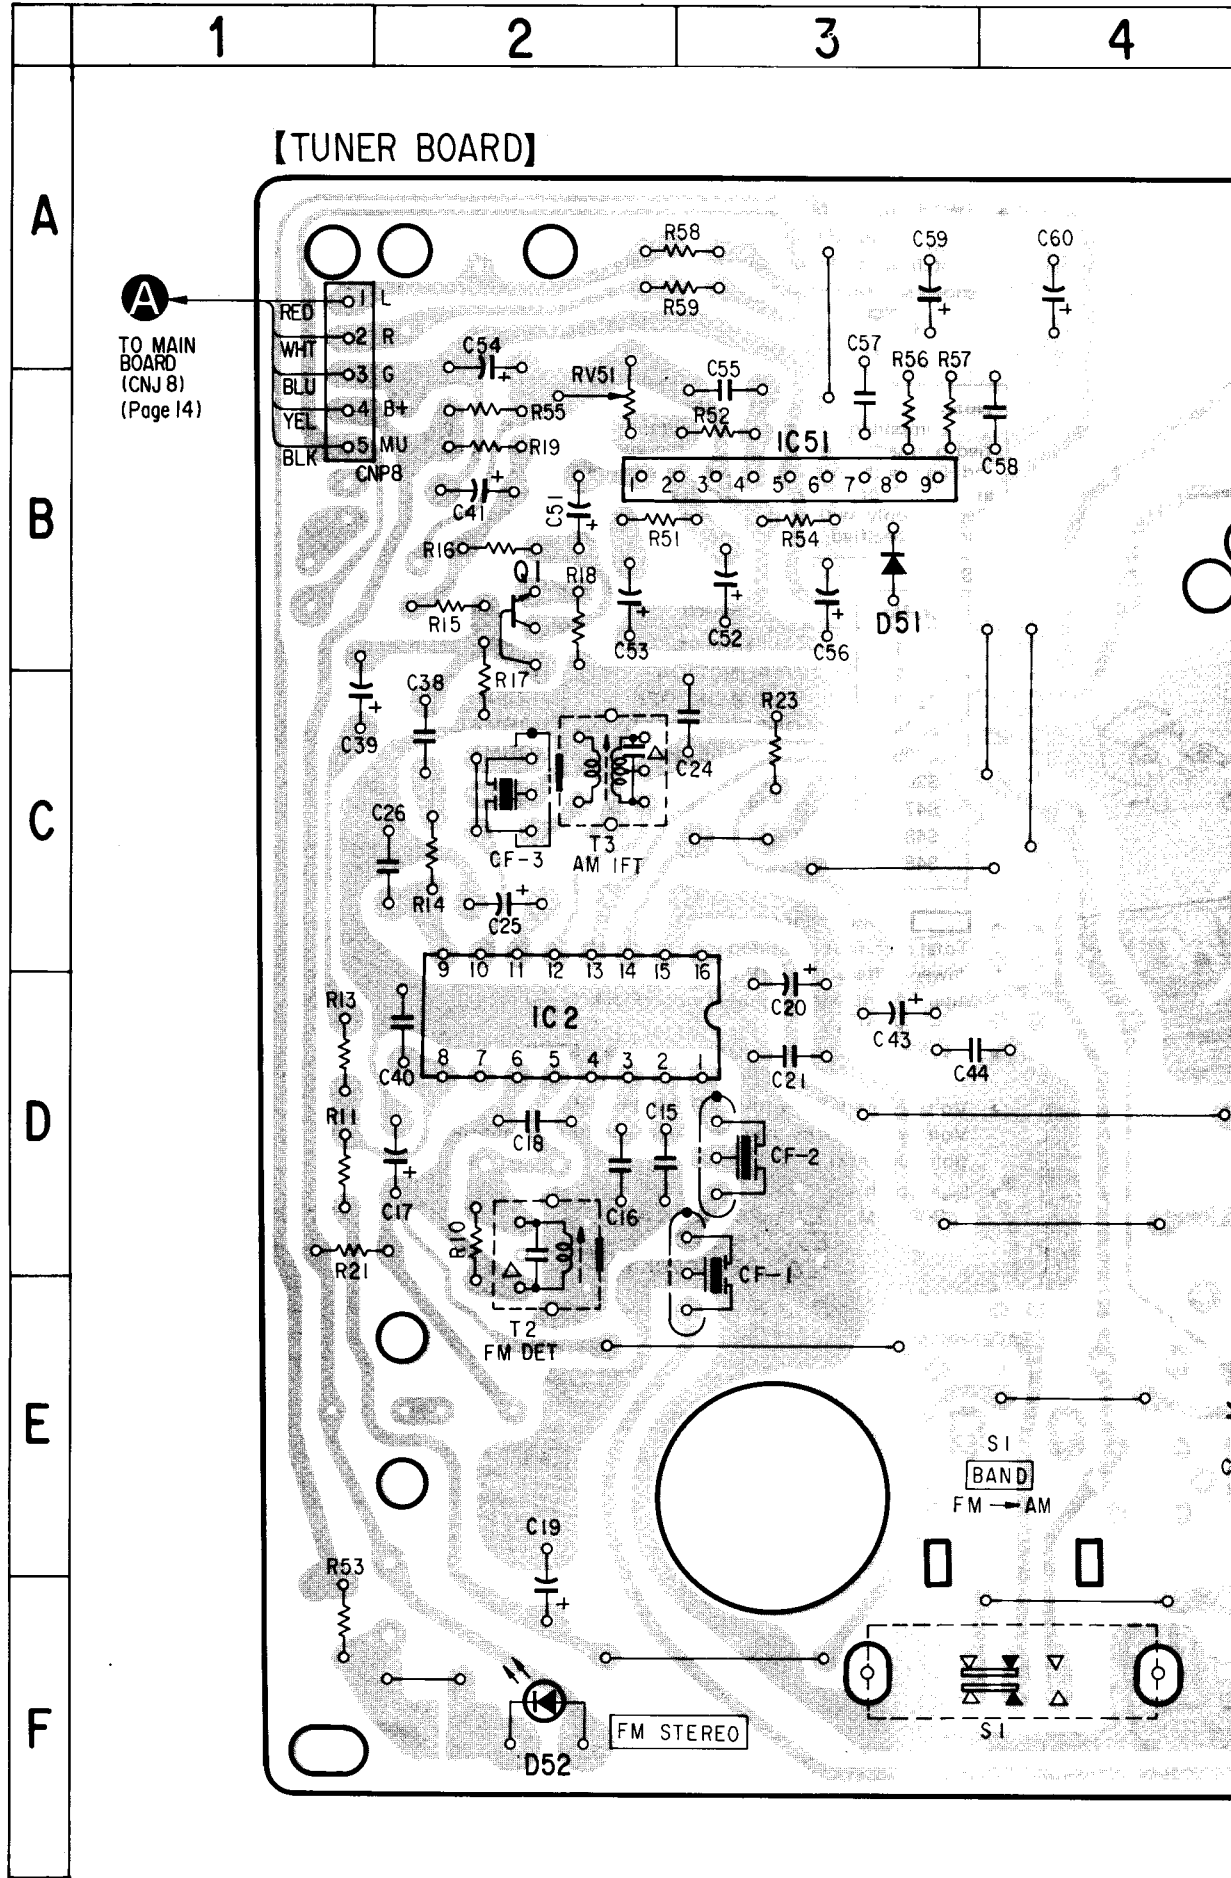 1 2 3 4
【TUNER BOARD】
A
R58
C59
C60
A
RED
1 L
R59
TO MAIN
BOARD
(CNJ 8)
(Page 14)
WHT
2 R
C54
C57
BLU
3 G
RV51
C55
R56
R57
YEL
4 B+
R55
R52
BLK
5 MU
R19
IC51
C58
CNP8
1 2 3 4 5 6 7 8 9
B
C41
C51
R51
R54
R16
Q1
R18
R15
C53
C52
C56
D51
R17
C38
R23
C39
C24
C
C26
CF-3
T3
AM IFT
R14
C25
9 10 11 12 13 14 15 16
R13
IC2
C20
C43
8 7 6 5 4 3 2 1
C40
C21
C44
D
R11
C18
C15
CF-2
C17
C16
R10
R21
CF-1
T2
FM DET
E
S1
BAND
FM → AM
C19
R53
F
FM STEREO
S1
D52